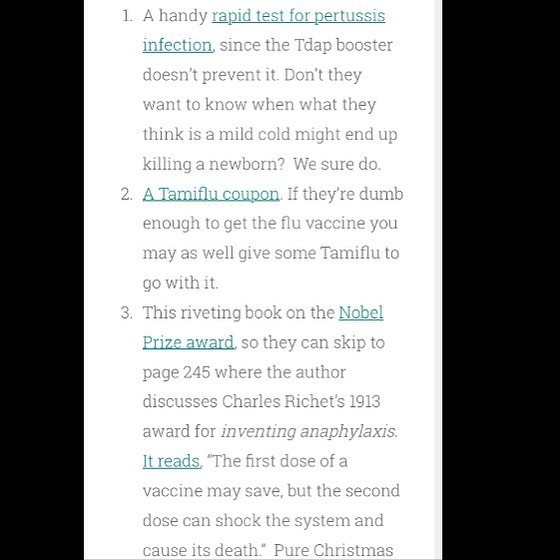 1. A handy rapid test for pertussis
infection, since the Tdap booster
doesn't prevent it. Don't they
want to know when what they
think is a mild cold might end up
killing a newborn?  We sure do.
2. A Tamiflu coupon. If they're dumb
enough to get the flu vaccine you
may as well give some Tamiflu to
go with it.
3. This riveting book on the Nobel
Prize award, so they can skip to
page 245 where the author
discusses Charles Richet's 1913
award for inventing anaphylaxis.
It reads, "The first dose of a
vaccine may save, but the second
dose can shock the system and
cause its death."  Pure Christmas